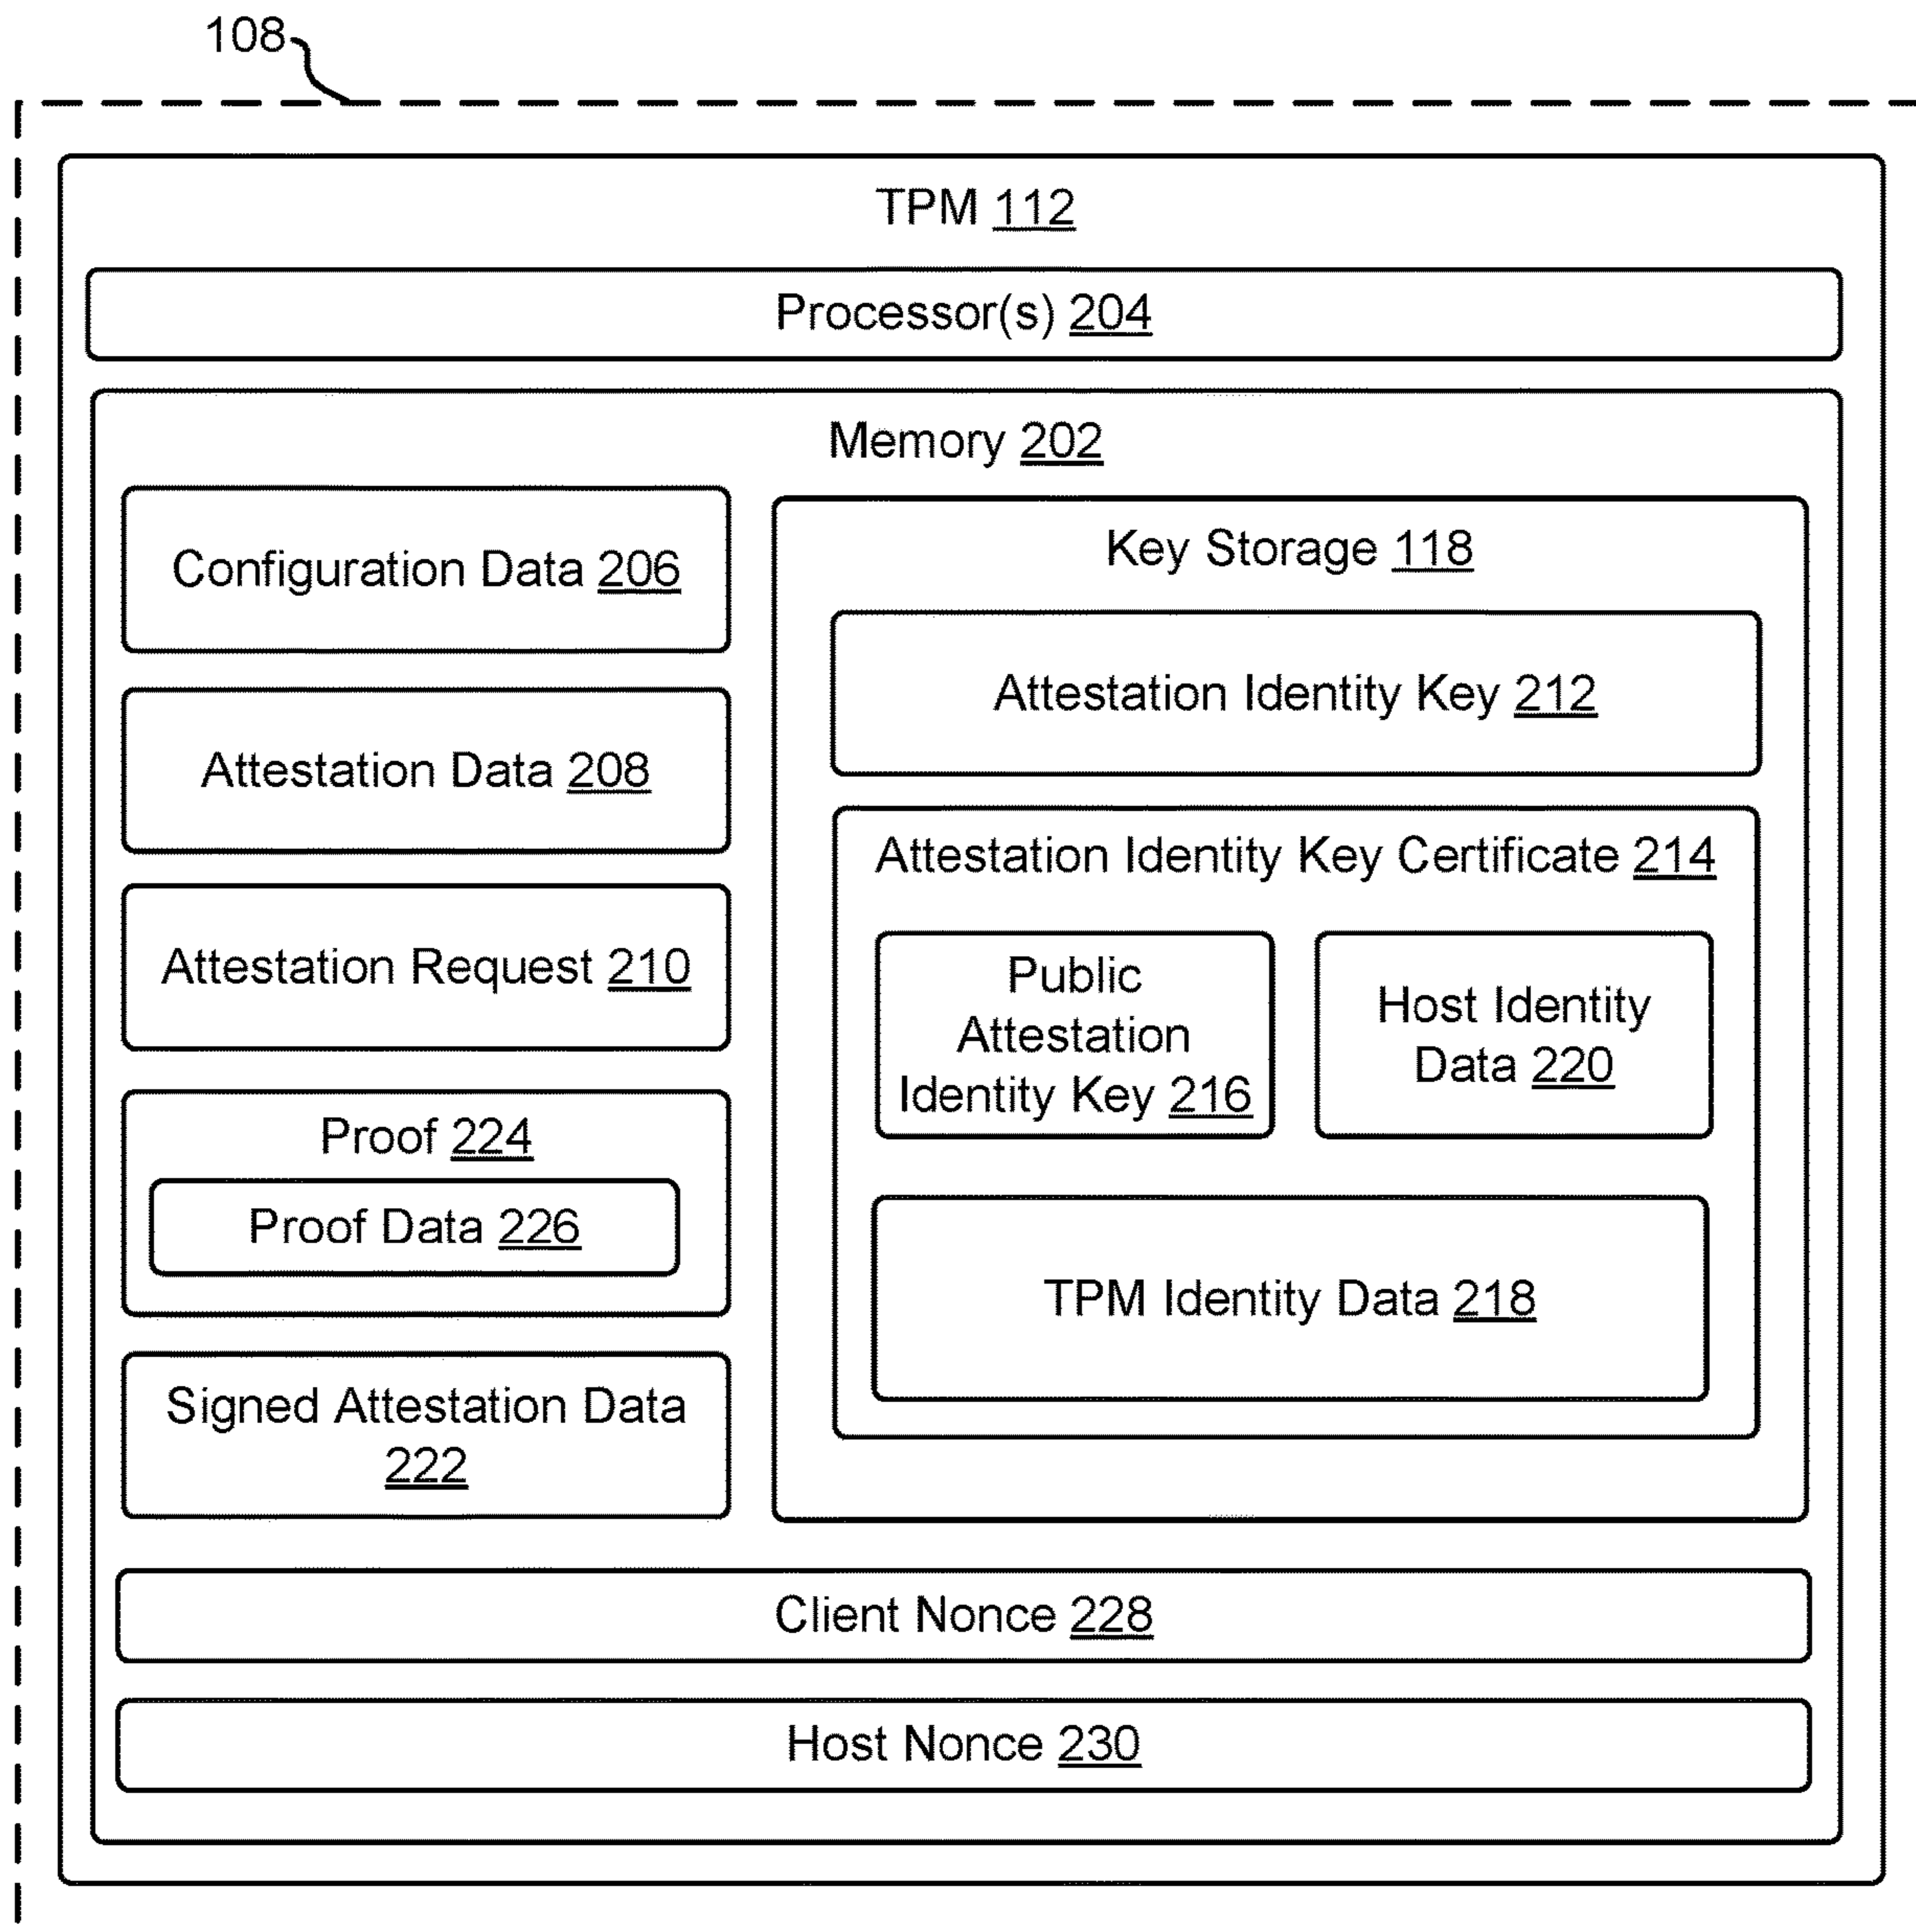 108
TPM 112
Processor(s) 204
Memory 202
Configuration Data 206
Attestation Data 208
Attestation Request 210
Proof 224
Proof Data 226
Signed Attestation Data
222
Key Storage 118
Attestation Identity Key 212
Attestation Identity Key Certificate 214
Public
Attestation
Identity Key 216
Host Identity
Data 220
TPM Identity Data 218
Client Nonce 228
Host Nonce 230